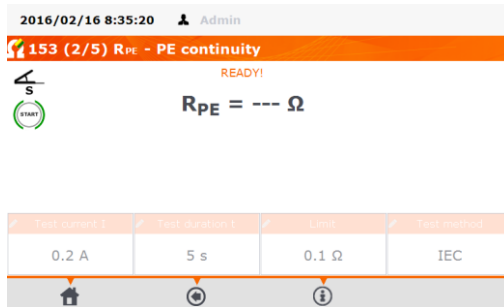 2016/02/16 8:35:20 Admin
153 (2/5) RPE - PE continuity
READY!
S
START
RPE = --- Ω
Test current I Test duration t Limit Test method
0.2 A 5 s 0.1 Ω IEC